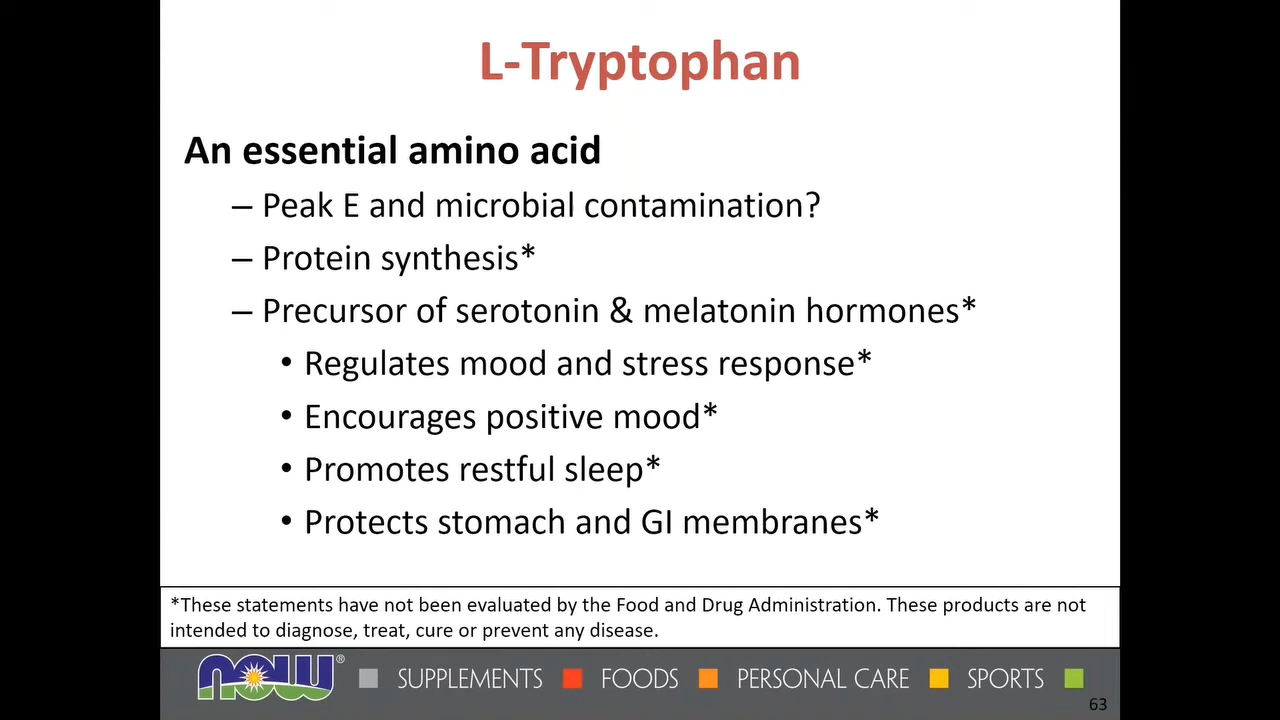 L-Tryptophan
An essential amino acid
– Peak E and microbial contamination?
– Protein synthesis*
– Precursor of serotonin & melatonin hormones*
• Regulates mood and stress response*
• Encourages positive mood*
• Promotes restful sleep*
• Protects stomach and GI membranes*
*These statements have not been evaluated by the Food and Drug Administration. These products are not
intended to diagnose, treat, cure or prevent any disease.
now® SUPPLEMENTS FOODS PERSONAL CARE SPORTS
63